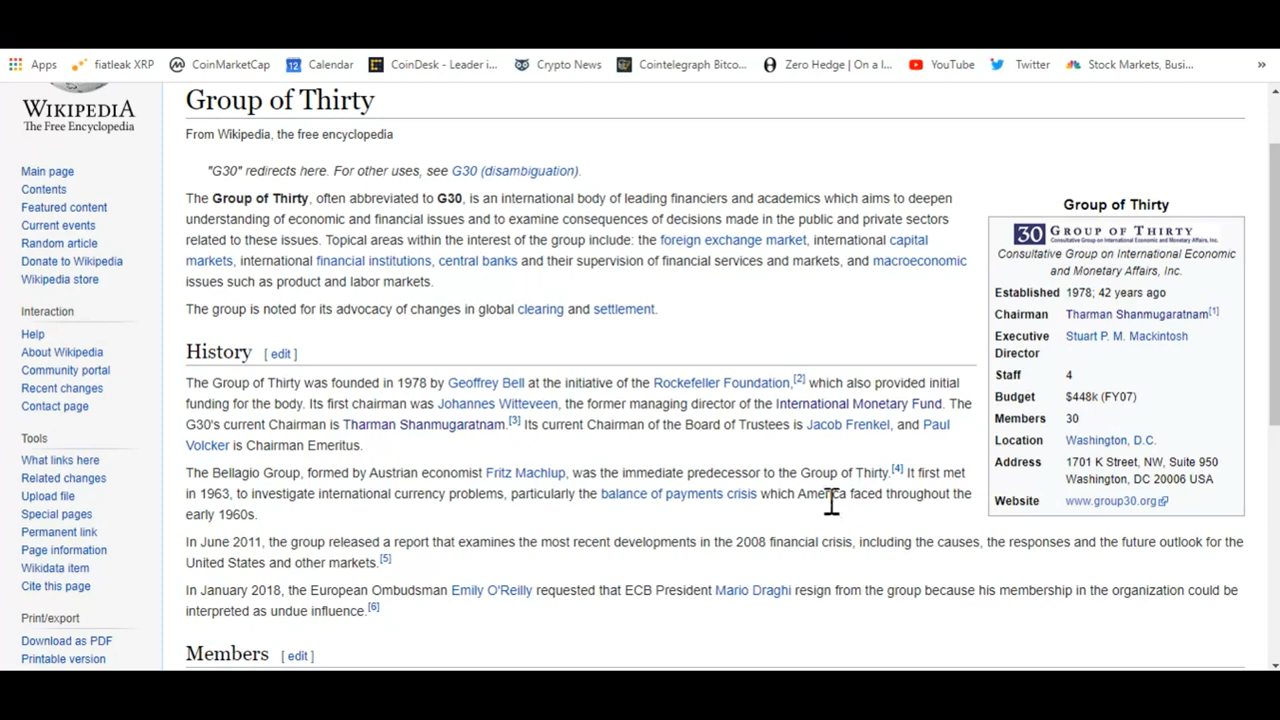 Apps fiatleak XRP CoinMarketCap Calendar CoinDesk - Leader i... Crypto News Cointelegraph Bitco... Zero Hedge | On a l... YouTube Twitter Stock Markets, Busi... »
WIKIPEDIA
The Free Encyclopedia
Main page
Contents
Featured content
Current events
Random article
Donate to Wikipedia
Wikipedia store
Interaction
Help
About Wikipedia
Community portal
Recent changes
Contact page
Tools
What links here
Related changes
Upload file
Special pages
Permanent link
Page information
Wikidata item
Cite this page
Print/export
Download as PDF
Printable version
Group of Thirty
From Wikipedia, the free encyclopedia
"G30" redirects here. For other uses, see G30 (disambiguation).
The Group of Thirty, often abbreviated to G30, is an international body of leading financiers and academics which aims to deepen
understanding of economic and financial issues and to examine consequences of decisions made in the public and private sectors
related to these issues. Topical areas within the interest of the group include: the foreign exchange market, international capital
markets, international financial institutions, central banks and their supervision of financial services and markets, and macroeconomic
issues such as product and labor markets.
The group is noted for its advocacy of changes in global clearing and settlement.
History [ edit ]
The Group of Thirty was founded in 1978 by Geoffrey Bell at the initiative of the Rockefeller Foundation,[2] which also provided initial
funding for the body. Its first chairman was Johannes Witteveen, the former managing director of the International Monetary Fund. The
G30's current Chairman is Tharman Shanmugaratnam.[3] Its current Chairman of the Board of Trustees is Jacob Frenkel, and Paul
Volcker is Chairman Emeritus.
The Bellagio Group, formed by Austrian economist Fritz Machlup, was the immediate predecessor to the Group of Thirty.[4] It first met
in 1963, to investigate international currency problems, particularly the balance of payments crisis which America faced throughout the
early 1960s.
In June 2011, the group released a report that examines the most recent developments in the 2008 financial crisis, including the causes, the responses and the future outlook for the
United States and other markets.[5]
In January 2018, the European Ombudsman Emily O'Reilly requested that ECB President Mario Draghi resign from the group because his membership in the organization could be
interpreted as undue influence.[6]
Members [ edit ]
Group of Thirty
30 GROUP OF THIRTY
Consultative Group on International Economic and Monetary Affairs, Inc.
Consultative Group on International Economic
and Monetary Affairs, Inc.
Established 1978; 42 years ago
Chairman Tharman Shanmugaratnam[1]
Executive Stuart P. M. Mackintosh
Director
Staff 4
Budget $448k (FY07)
Members 30
Location Washington, D.C.
Address 1701 K Street, NW, Suite 950
Washington, DC 20006 USA
Website www.group30.org